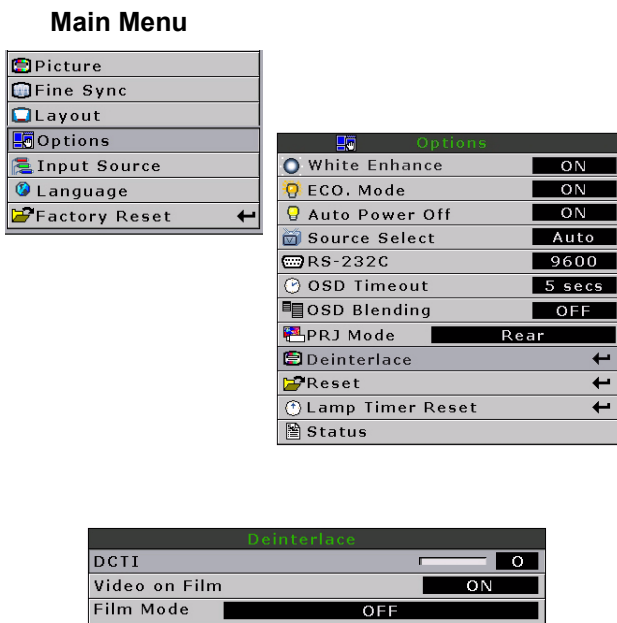 Main Menu
Picture
Fine Sync
Layout
Options
Input Source
Language
Factory Reset
Options
White Enhance ON
ECO. Mode ON
Auto Power Off ON
Source Select Auto
RS-232C 9600
OSD Timeout 5 secs
OSD Blending OFF
PRJ Mode Rear
Deinterlace
Reset
Lamp Timer Reset
Status
Deinterlace
DCTI 0
Video on Film ON
Film Mode OFF